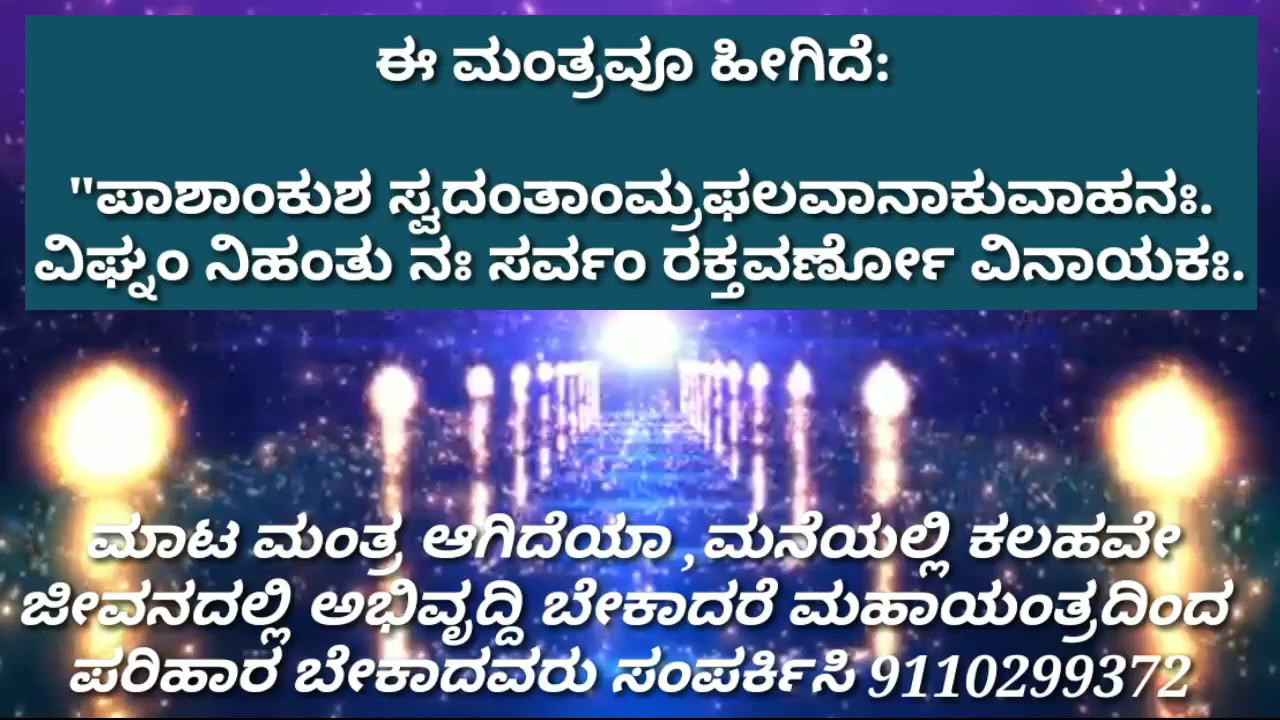 ಈ ಮಂತ್ರವೂ ಹೀಗಿದೆ:
"ಪಾಶಾಂಕುಶ ಸ್ವದಂತಾಂಮ್ರಫಲವಾನಾಕುವಾಹನಃ.
ವಿಘ್ನಂ ನಿಹಂತು ನಃ ಸರ್ವಂ ರಕ್ತವರ್ಣೋ ವಿನಾಯಕಃ.
ಮಾಟ ಮಂತ್ರ ಆಗಿದೆಯಾ ,ಮನೆಯಲ್ಲಿ ಕಲಹವೇ
ಜೀವನದಲ್ಲಿ ಅಭಿವೃದ್ದಿ ಬೇಕಾದರೆ ಮಹಾಯಂತ್ರದಿಂದ
ಪರಿಹಾರ ಬೇಕಾದವರು ಸಂಪರ್ಕಿಸಿ 9110299372